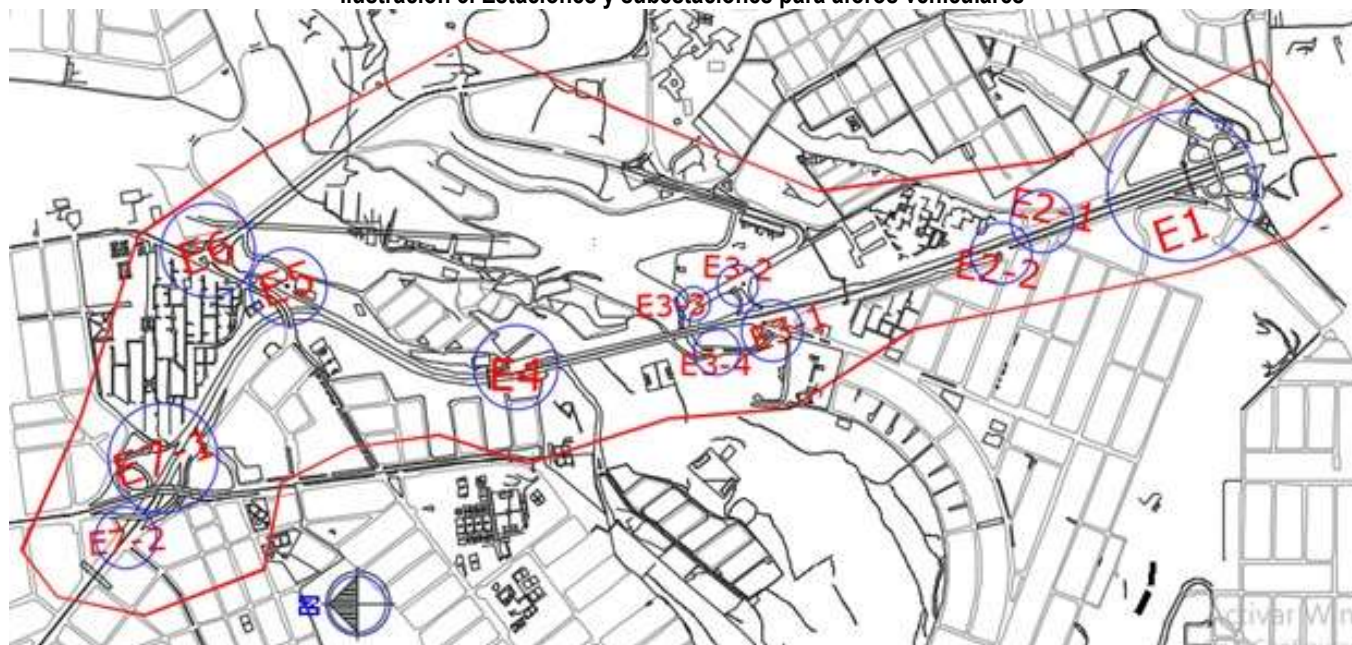 Ilustración 6. Estaciones y subestaciones para aforos vehiculares
E1
E2-1
E2-2
E3-2
E3-3
E3-1
E3-4
E4
E5
E6
E7-1
E7-2
Activar Win